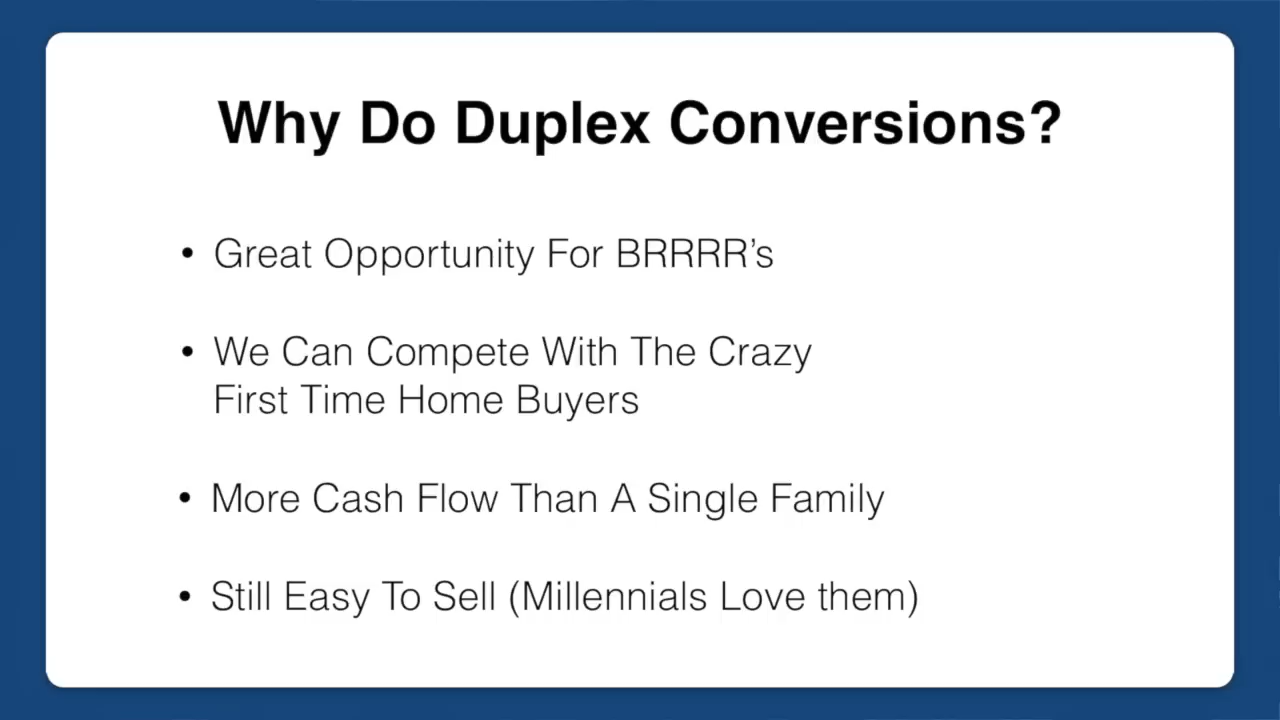 Why Do Duplex Conversions?
• Great Opportunity For BRRRR’s
• We Can Compete With The Crazy
First Time Home Buyers
• More Cash Flow Than A Single Family
• Still Easy To Sell (Millennials Love them)